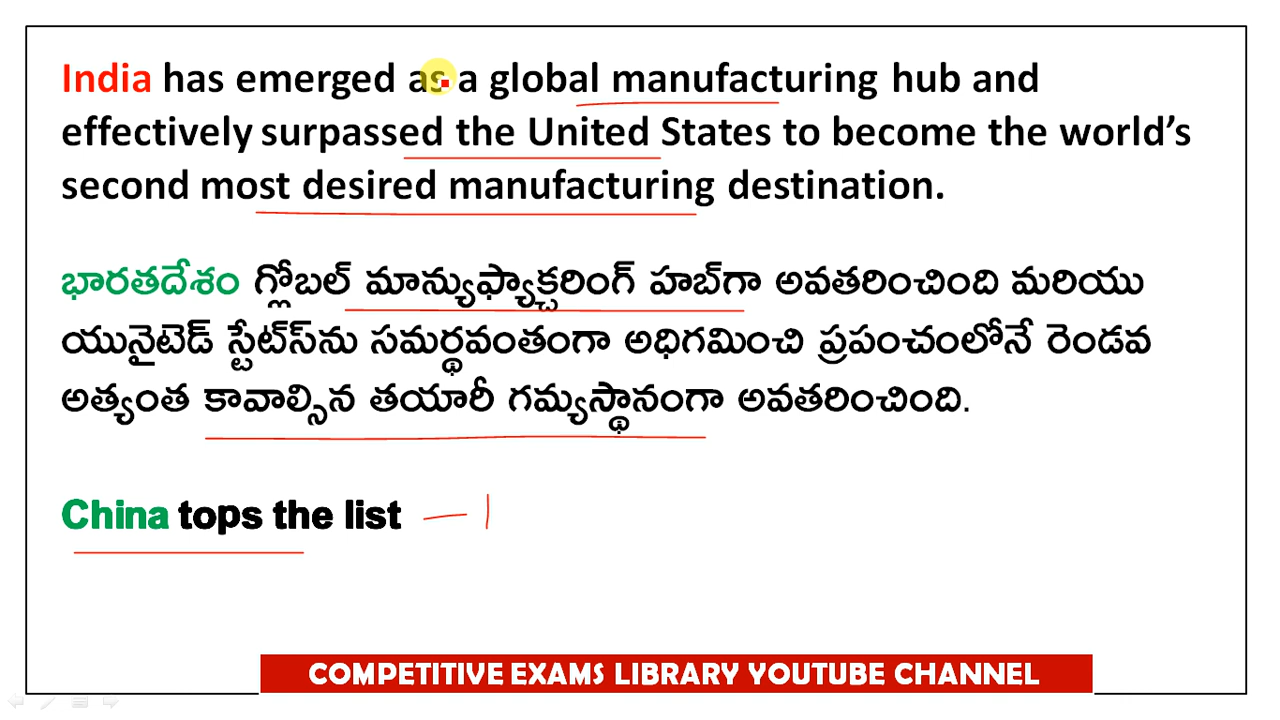 India has emerged as a global manufacturing hub and
effectively surpassed the United States to become the world's
second most desired manufacturing destination.
భారతదేశం గ్లోబల్ మాన్యుఫ్యాక్చరింగ్ హబ్‌గా అవతరించింది మరియు
యునైటెడ్ స్టేట్స్‌ను సమర్థవంతంగా అధిగమించి ప్రపంచంలోనే రెండవ
అత్యంత కావాల్సిన తయారీ గమ్యస్థానంగా అవతరించింది.
China tops the list — 1
COMPETITIVE EXAMS LIBRARY YOUTUBE CHANNEL